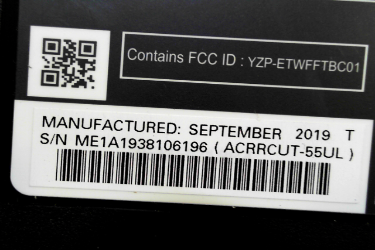 Contains FCC ID : YZP-ETWFFTBC01
MANUFACTURED: SEPTEMBER 2019 T
S/N ME1A1938106196 ( ACRRCUT-55UL )